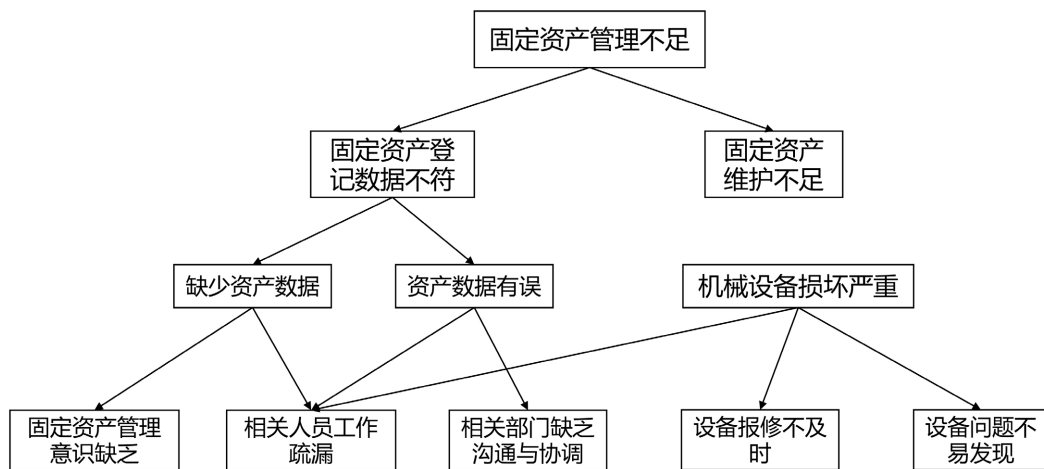 固定资产管理不足
固定资产登
记数据不符
固定资产
维护不足
缺少资产数据
资产数据有误
机械设备损坏严重
固定资产管理
意识缺乏
相关人员工作
疏漏
相关部门缺乏
沟通与协调
设备报修不及
时
设备问题不
易发现